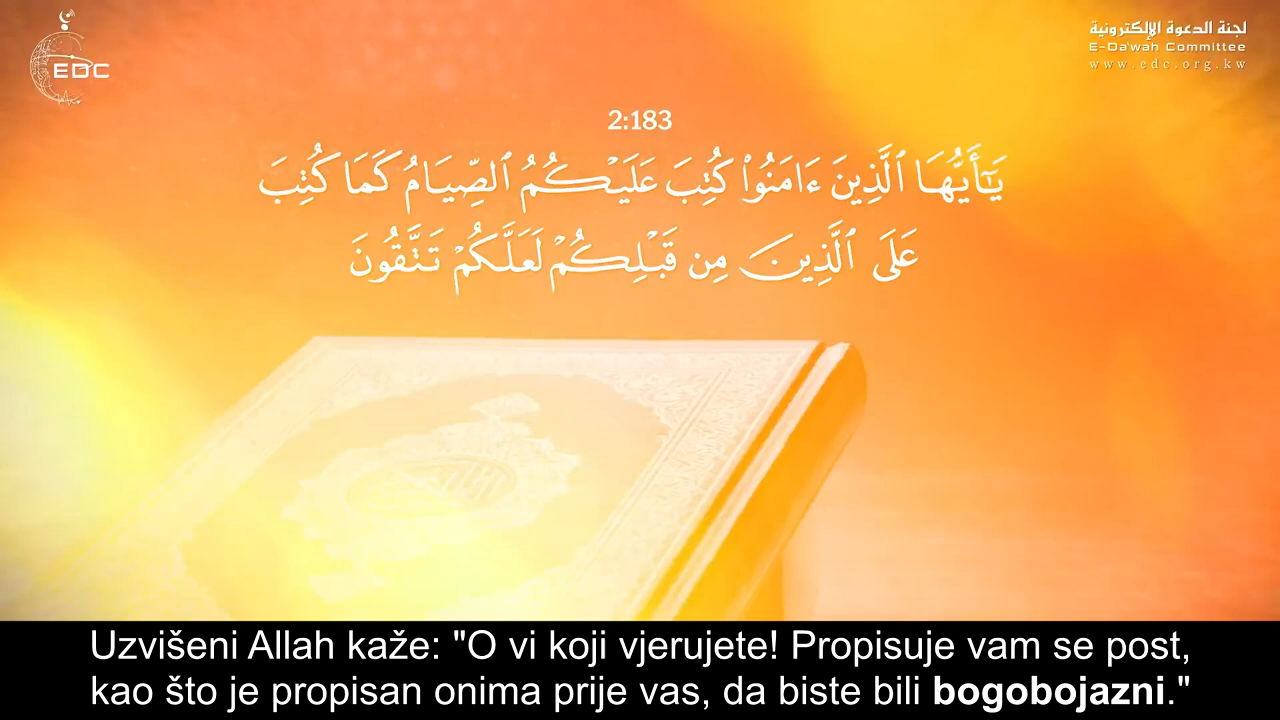 EDC
لجنة الدعوة الإلكترونية
E-Da'wah Committee
www.edc.org.kw
2:183
يَـٰٓأَيُّهَا ٱلَّذِينَ ءَامَنُوا۟ كُتِبَ عَلَيْكُمُ ٱلصِّيَامُ كَمَا كُتِبَ
عَلَى ٱلَّذِينَ مِن قَبْلِكُمْ لَعَلَّكُمْ تَتَّقُونَ
Uzvišeni Allah kaže: "O vi koji vjerujete! Propisuje vam se post,
kao što je propisan onima prije vas, da biste bili bogobojazni."